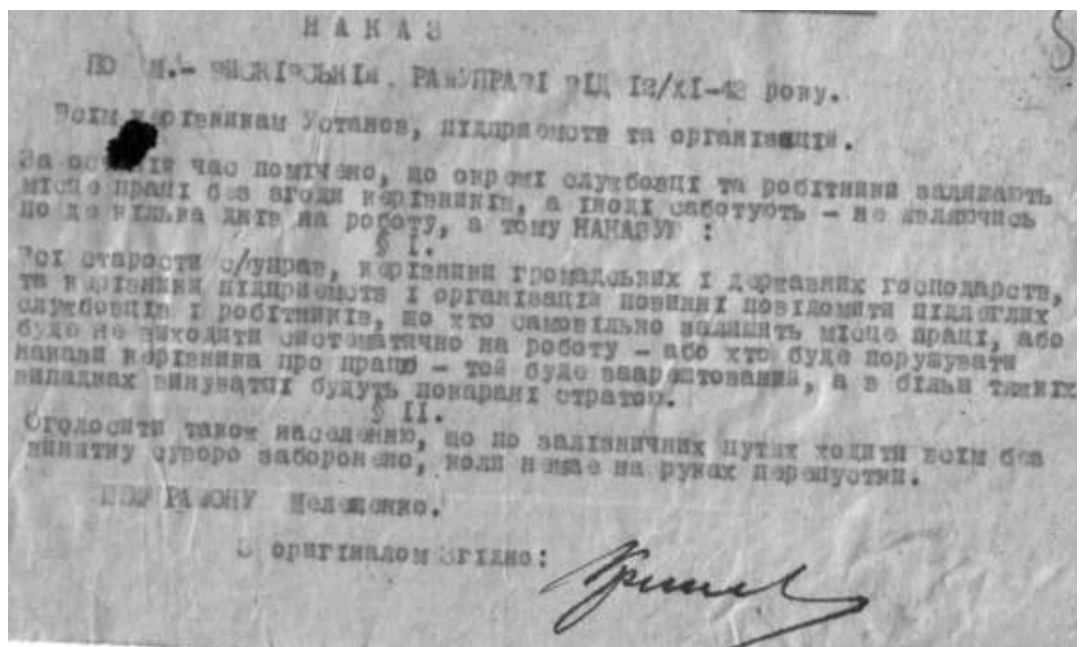 НАКАЗ
ПО М.- ВИСКІВСЬКІЙ. РАЙУПРАВІ ВІД 12/XI-42 року.
Всім керівникам Установ, підприємств та організацій.
За останній час помічено, що окремі службовці та робітники залишають
місце праці без згоди керівників, а іноді саботують - не являючись
по де кілька днів на роботу, а тому НАКАЗУЮ :
§ I.
Всі старости с/управ, керівники громадських і державних господарств,
та керівники підприємств і організацій повинні повідомити підлеглих
службовців і робітників, що хто самовільно залишить місце праці, або
буде не виходити систематично на роботу - або хто буде порушувати
накази керівника про працю - той буде заарештований, а в більш тяжких
випадках винуватці будуть покарані стратою.
§ II.
Оголосити також населенню, що по залізничних путях ходити всім без
винятку суворо заборонено, коли немає на руках перепустки.
ШЕФ РАЙОНУ
З оригіналом Згідно: